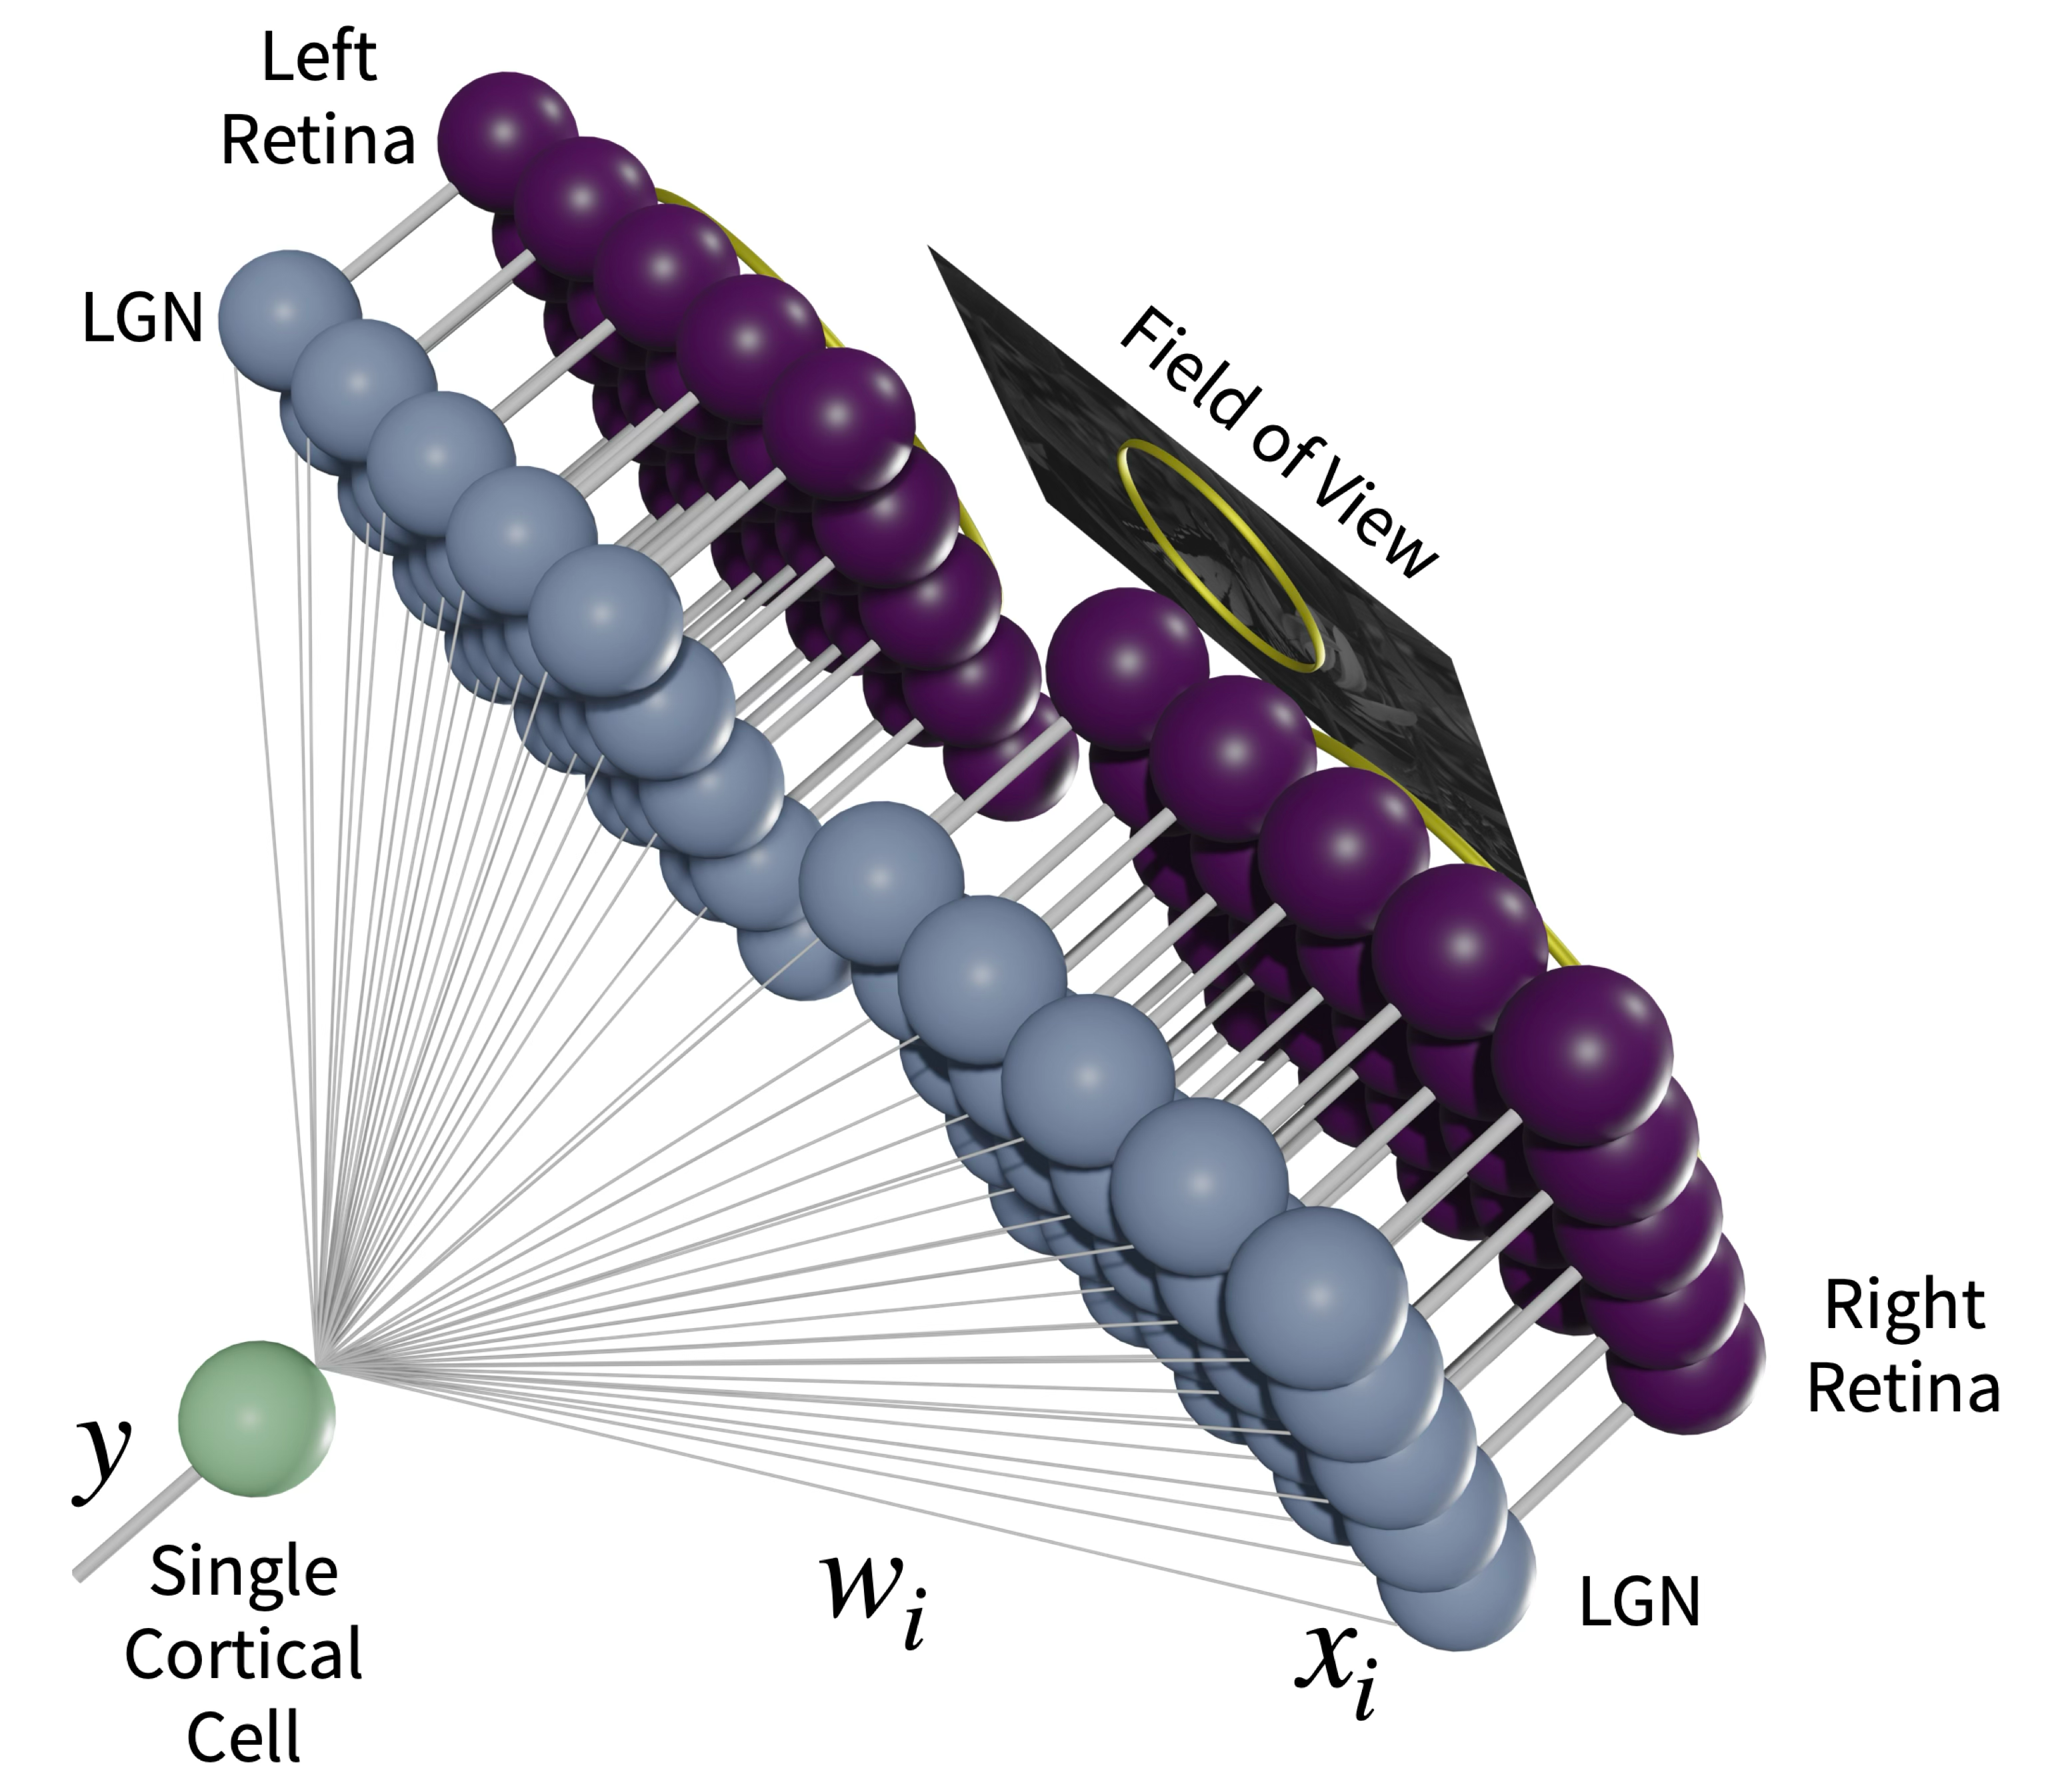 Left
Retina
LGN
Field of View
Right
Retina
y
Single
Cortical
Cell
w_i
x_i
LGN